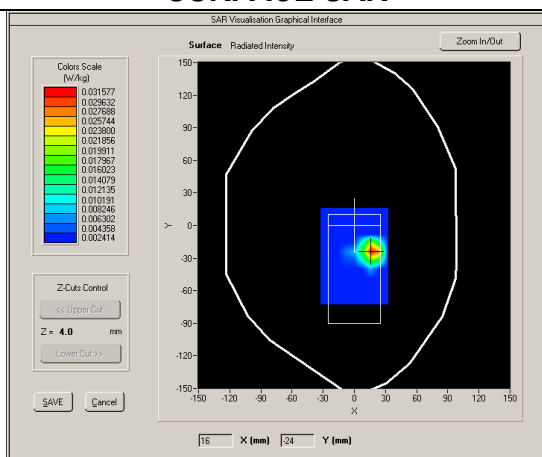 SAR Visualisation Graphical Interface
Surface Radiated Intensity
Zoom In/Out
Colors Scale
(W/kg)
0.031577
0.029632
0.027688
0.025744
0.023800
0.021856
0.019911
0.017967
0.016023
0.014079
0.012135
0.010191
0.008246
0.006302
0.004358
0.002414
Z-Cuts Control
<< Upper Cut
Z = 4.0 mm
Lower Cut >>
SAVE Cancel
150
120
90
60
30
0
-30
-60
-90
-120
-150
Y
-150 -120 -90 -60 -30 0 30 60 90 120 150
X
16 X (mm) -24 Y (mm)